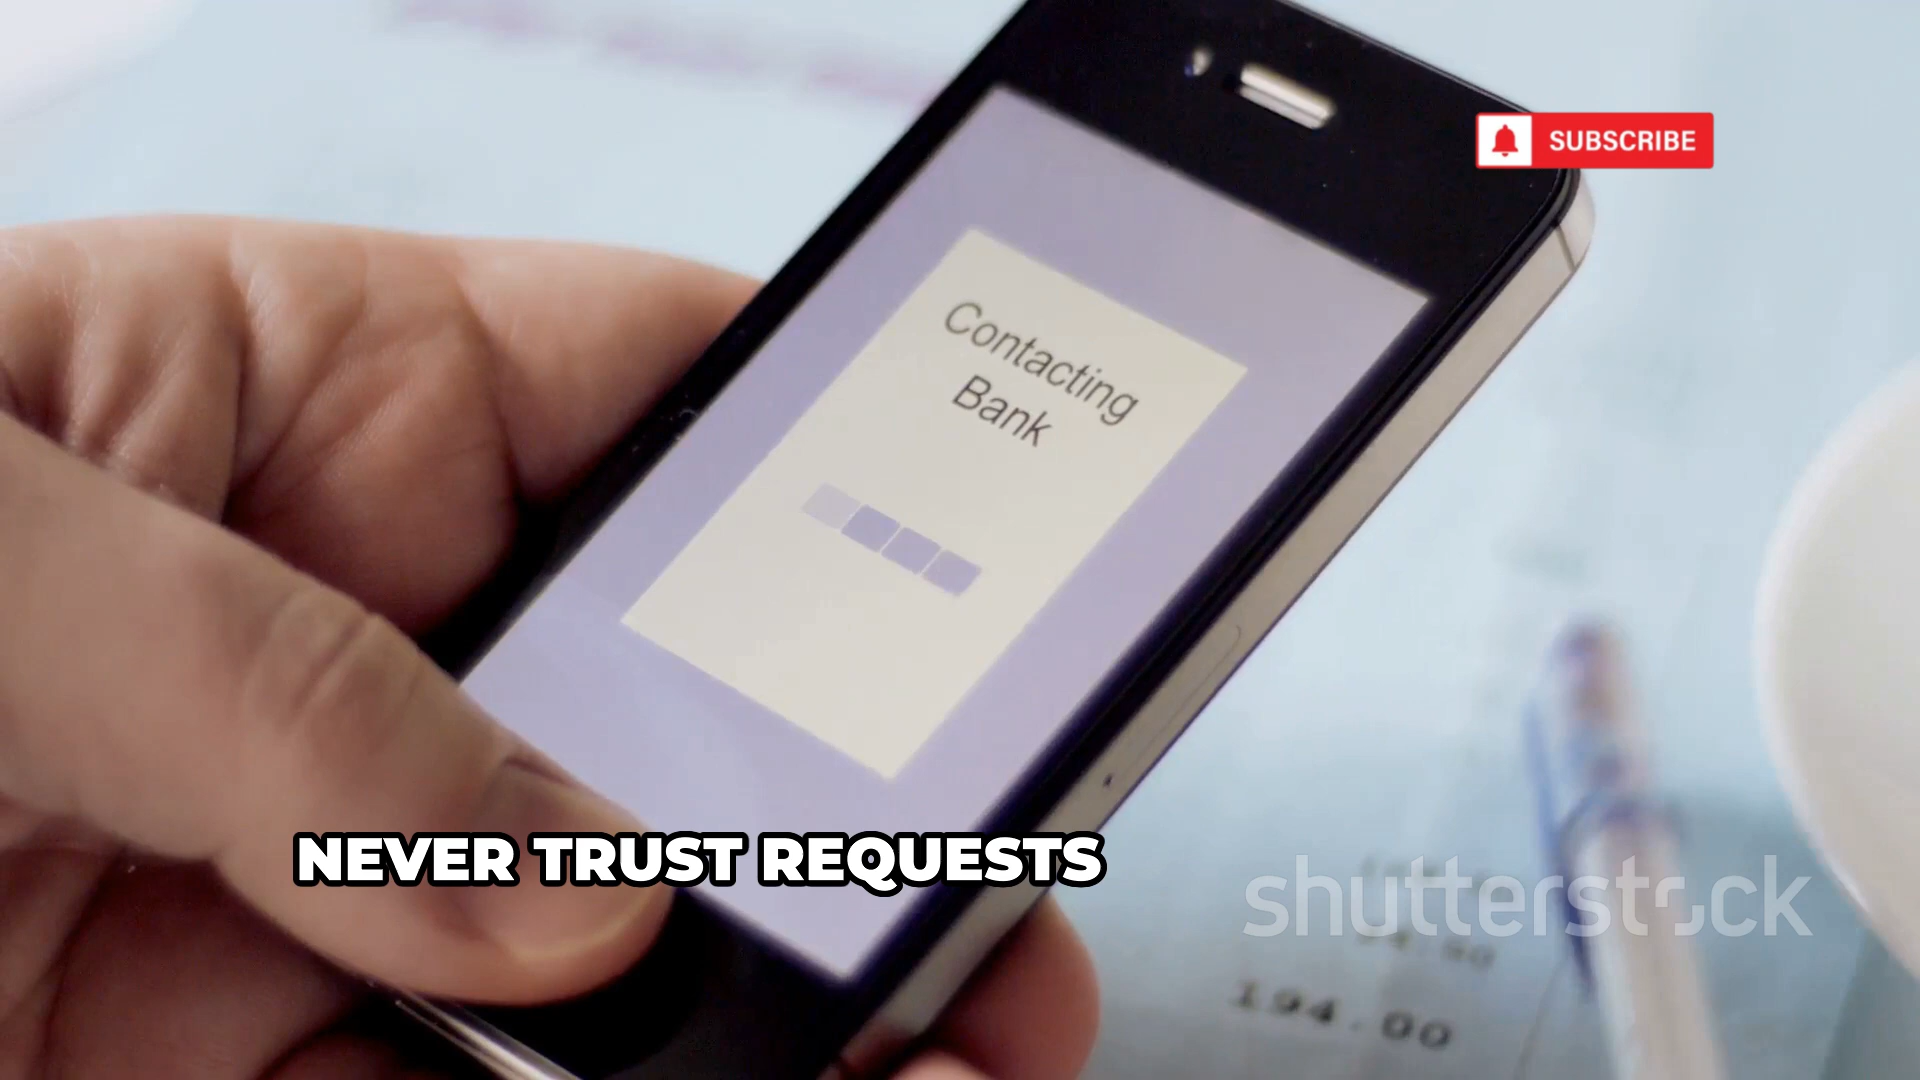 SUBSCRIBE
Contacting
Bank
NEVER TRUST REQUESTS
shutterstock
194.00